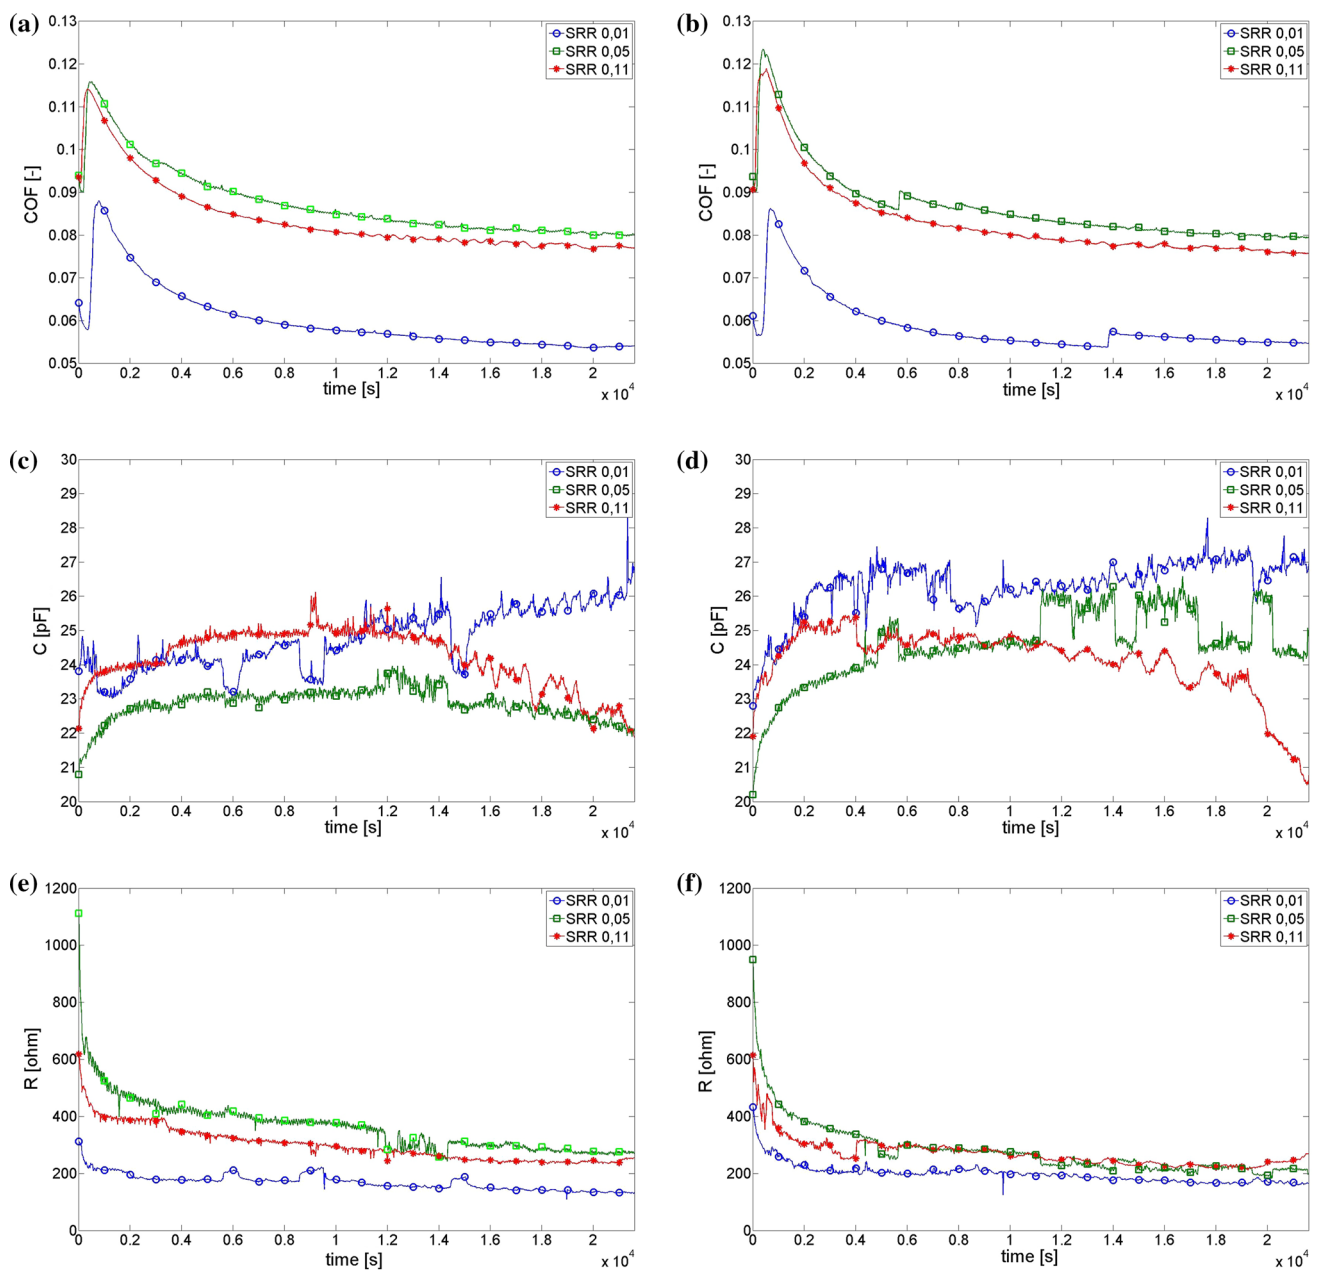 (a)
0.13
0.12
0.11
0.1
0.09
0.08
0.07
0.06
0.05
COF [-]
0 0.2 0.4 0.6 0.8 1 1.2 1.4 1.6 1.8 2
time [s]
x 10⁴
SRR 0,01
SRR 0,05
SRR 0,11
(b)
0.13
0.12
0.11
0.1
0.09
0.08
0.07
0.06
0.05
COF [-]
0 0.2 0.4 0.6 0.8 1 1.2 1.4 1.6 1.8 2
time [s]
x 10⁴
SRR 0,01
SRR 0,05
SRR 0,11
(c)
30
29
28
27
26
25
24
23
22
21
20
C [pF]
0 0.2 0.4 0.6 0.8 1 1.2 1.4 1.6 1.8 2
time [s]
x 10⁴
SRR 0,01
SRR 0,05
SRR 0,11
(d)
30
29
28
27
26
25
24
23
22
21
20
C [pF]
0 0.2 0.4 0.6 0.8 1 1.2 1.4 1.6 1.8 2
time [s]
x 10⁴
SRR 0,01
SRR 0,05
SRR 0,11
(e)
1200
1000
800
600
400
200
0
R [ohm]
0 0.2 0.4 0.6 0.8 1 1.2 1.4 1.6 1.8 2
time [s]
x 10⁴
SRR 0,01
SRR 0,05
SRR 0,11
(f)
1200
1000
800
600
400
200
0
R [ohm]
0 0.2 0.4 0.6 0.8 1 1.2 1.4 1.6 1.8 2
time [s]
x 10⁴
SRR 0,01
SRR 0,05
SRR 0,11